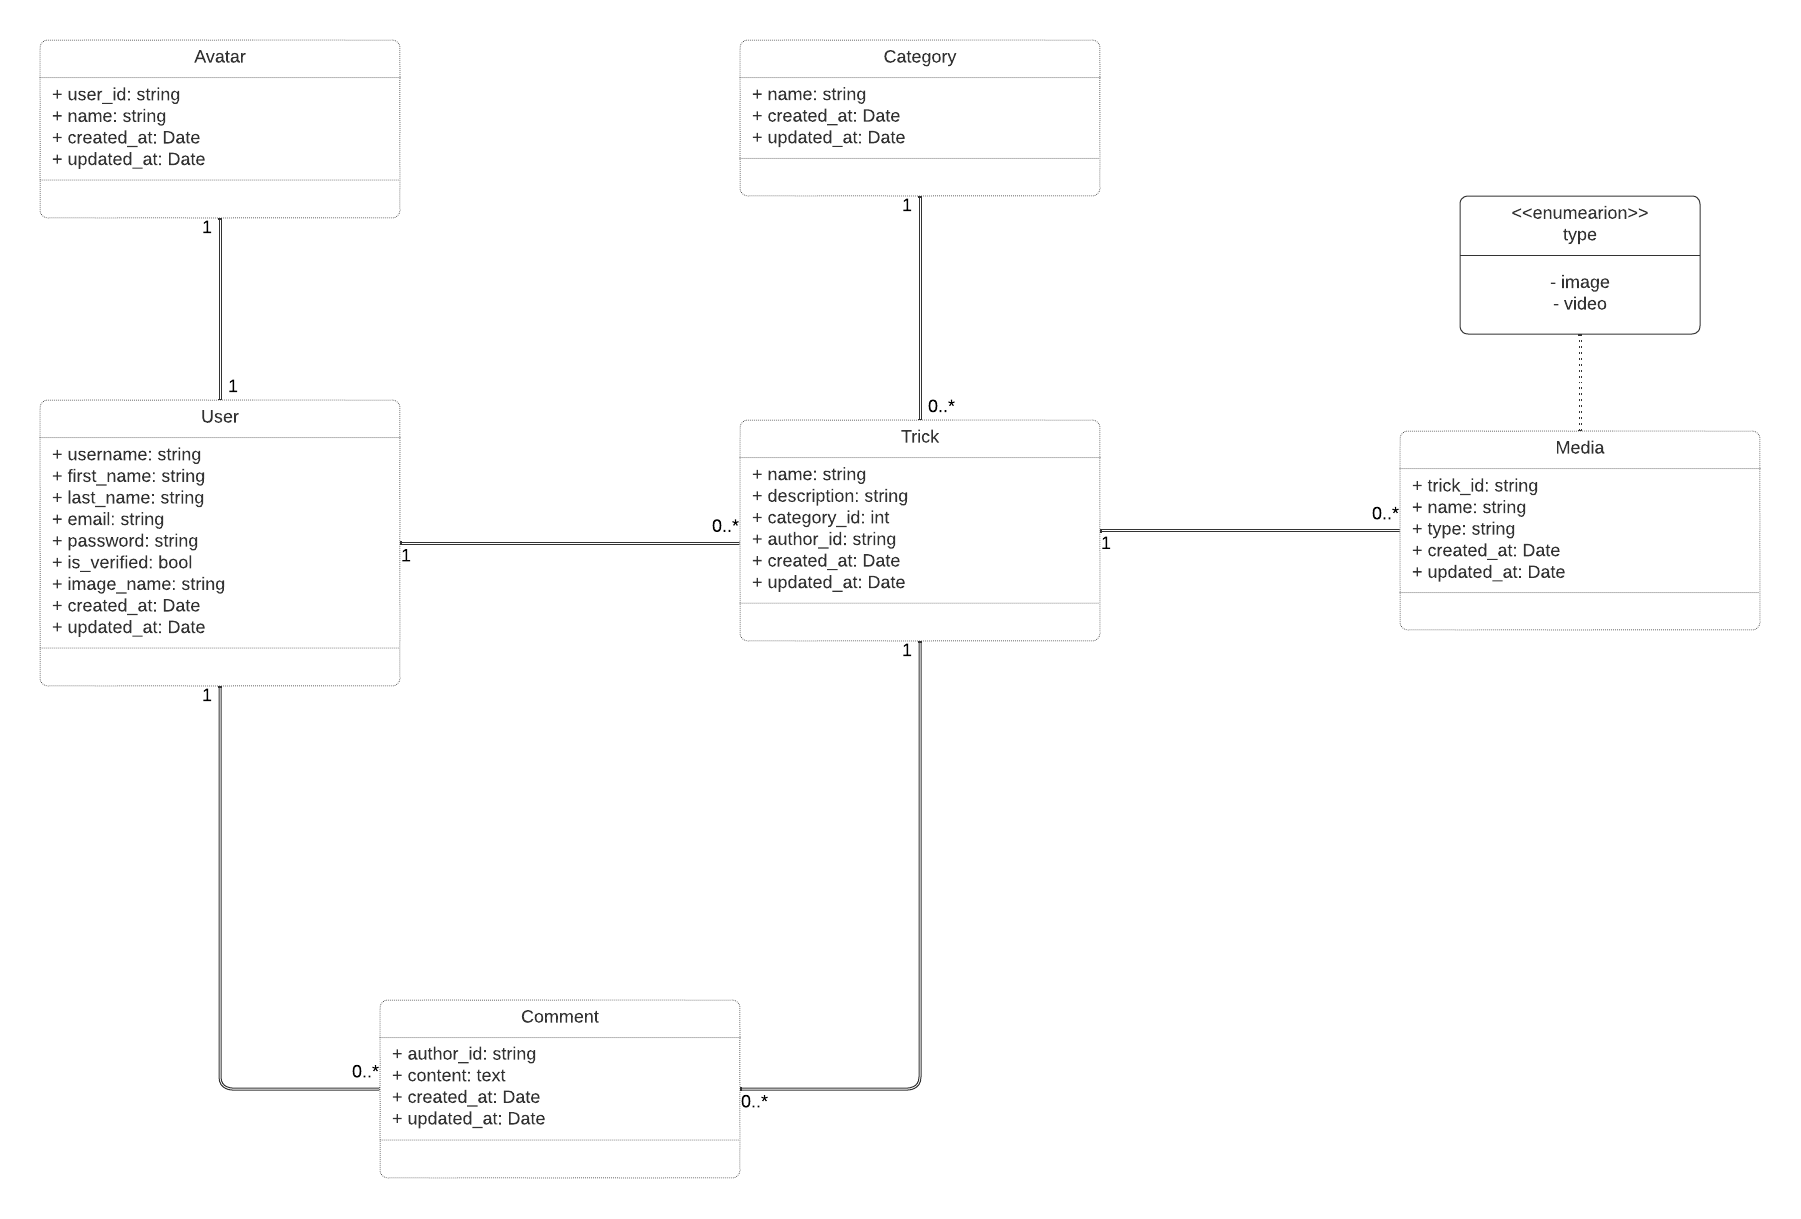 Avatar
+ user_id: string
+ name: string
+ created_at: Date
+ updated_at: Date
1
1
Category
+ name: string
+ created_at: Date
+ updated_at: Date
1
0..*
<<enumearion>>
type
- image
- video
User
+ username: string
+ first_name: string
+ last_name: string
+ email: string
+ password: string
+ is_verified: bool
+ image_name: string
+ created_at: Date
+ updated_at: Date
1
0..*
1
Trick
+ name: string
+ description: string
+ category_id: int
+ author_id: string
+ created_at: Date
+ updated_at: Date
1
0..*
1
Media
+ trick_id: string
+ name: string
+ type: string
+ created_at: Date
+ updated_at: Date
Comment
+ author_id: string
+ content: text
+ created_at: Date
+ updated_at: Date
0..*
0..*